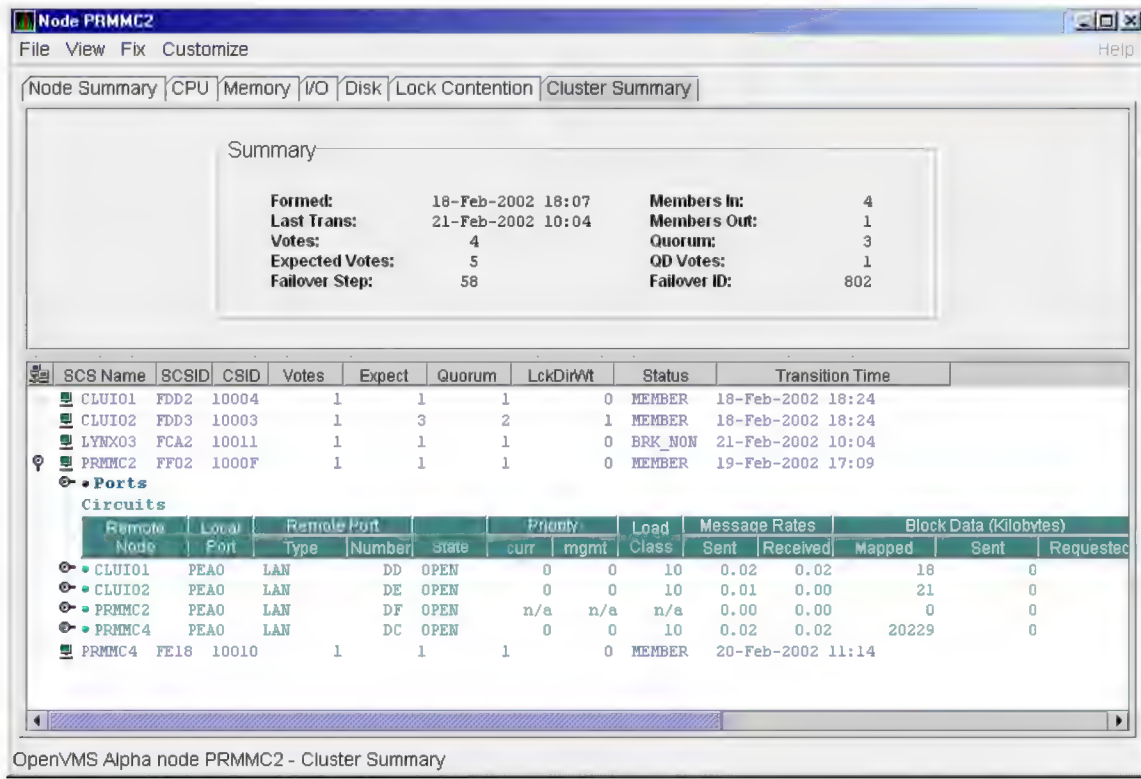 Node PRMMC2
File View Fix Customize Help
Node Summary CPU Memory I/O Disk Lock Contention Cluster Summary
Summary
Formed: 18-Feb-2002 18:07 Members In: 4
Last Trans: 21-Feb-2002 10:04 Members Out: 1
Votes: 4 Quorum: 3
Expected Votes: 5 QD Votes: 1
Failover Step: 58 Failover ID: 802
SCS Name SCSID CSID Votes Expect Quorum LckDirWt Status Transition Time
CLUIO1 FDD2 10004 1 1 1 0 MEMBER 18-Feb-2002 18:24
CLUIO2 FDD3 10003 1 3 2 1 MEMBER 18-Feb-2002 18:24
LYNX03 FCA2 10011 1 1 1 0 BRK_NON 21-Feb-2002 10:04
PRMMC2 FF02 1000F 1 1 1 0 MEMBER 19-Feb-2002 17:09
Ports
Circuits
Remote Local Remote Port Priority Load Message Rates Block Data (Kilobytes)
Node Port Type Number State curr mgmt Class Sent Received Mapped Sent Requested
CLUIO1 PEA0 LAN DD OPEN 0 0 10 0.02 0.02 18 0
CLUIO2 PEA0 LAN DE OPEN 0 0 10 0.01 0.00 21 0
PRMMC2 PEA0 LAN DF OPEN n/a n/a n/a 0.00 0.00 0 0
PRMMC4 PEA0 LAN DC OPEN 0 0 10 0.02 0.02 20229 0
PRMMC4 FE18 10010 1 1 1 0 MEMBER 20-Feb-2002 11:14
OpenVMS Alpha node PRMMC2 - Cluster Summary